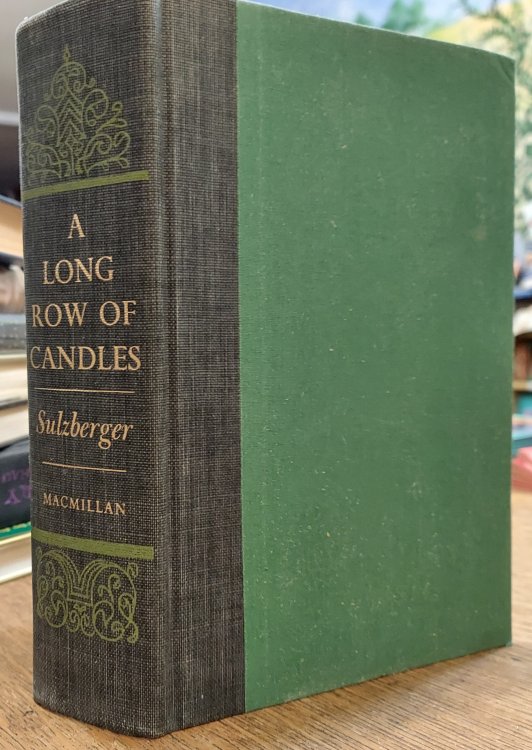 A
LONG
ROW OF
CANDLES
Sulzberger
MACMILLAN